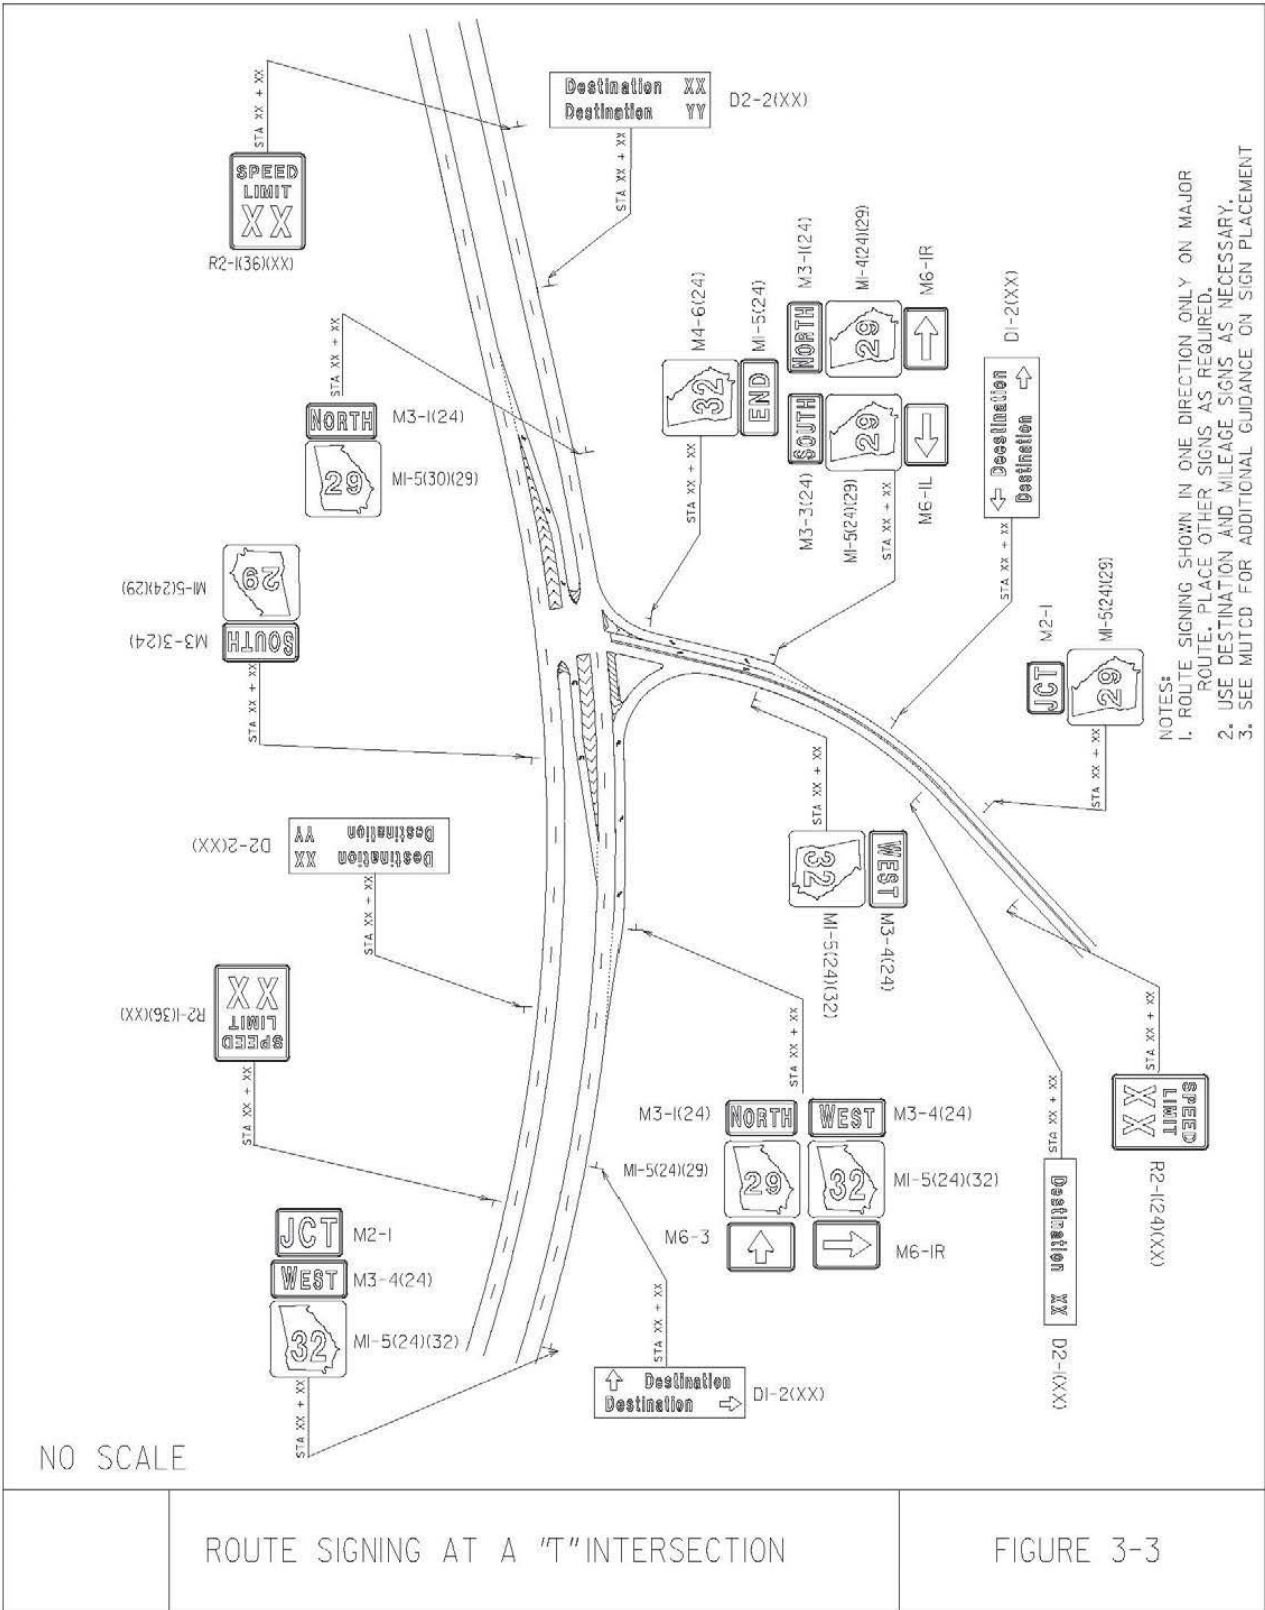 STA XX + XX
SPEED
LIMIT
XX
R2-1(36)(XX)
Destination XX
Destination YY
D2-2(XX)
STA XX + XX
STA XX + XX
NORTH
M3-1(24)
29
M1-5(30)(29)
M1-5(24)(29)
29
M3-3(24)
SOUTH
STA XX + XX
M4-6(24)
32
M1-5(24)
END
STA XX + XX
M3-1(24)
NORTH
M1-4(24)(29)
29
M6-1R
M3-3(24)
SOUTH
M1-5(24)(29)
29
M6-1L
STA XX + XX
D1-2(XX)
Deestination
Destination
STA XX + XX
M2-1
JCT
M1-5(24)(29)
29
STA XX + XX
NOTES:
1. ROUTE SIGNING SHOWN IN ONE DIRECTION ONLY ON MAJOR
ROUTE. PLACE OTHER SIGNS AS REQUIRED.
2. USE DESTINATION AND MILEAGE SIGNS AS NECESSARY.
3. SEE MUTCD FOR ADDITIONAL GUIDANCE ON SIGN PLACEMENT
D2-2(XX)
Destination XX
Destination YY
STA XX + XX
STA XX + XX
32
WEST
M1-5(24)(32)
M3-4(24)
R2-1(36)(XX)
SPEED
LIMIT
XX
STA XX + XX
STA XX + XX
M3-1(24)
NORTH
WEST
M3-4(24)
M1-5(24)(29)
29
32
M1-5(24)(32)
M6-3
M6-1R
STA XX + XX
SPEED
LIMIT
XX
R2-1(24)(XX)
STA XX + XX
Destination XX
D2-1(XX)
JCT
M2-1
WEST
M3-4(24)
32
M1-5(24)(32)
STA XX + XX
STA XX + XX
Destination
Destination
D1-2(XX)
NO SCALE
ROUTE SIGNING AT A "T" INTERSECTION
FIGURE 3-3